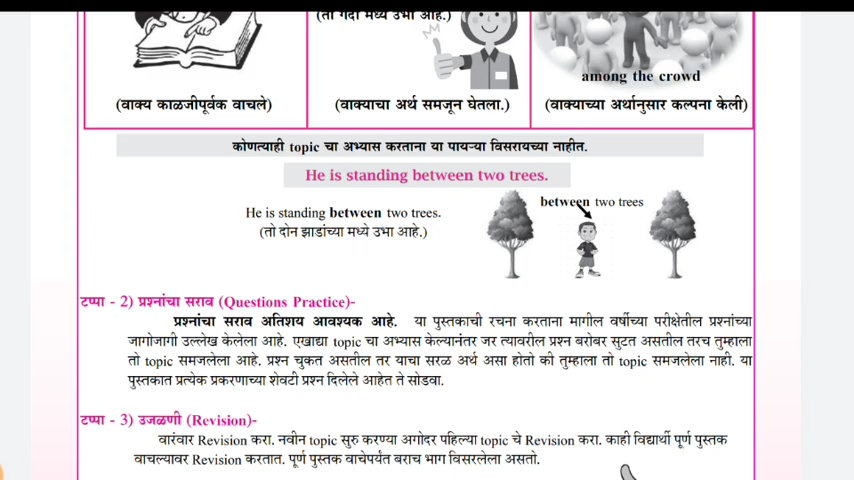 (तो गर्दी मध्ये उभा आहे.)
among the crowd
(वाक्य काळजीपूर्वक वाचले)
(वाक्याचा अर्थ समजून घेतला.)
(वाक्याच्या अर्थानुसार कल्पना केली)
कोणत्याही topic चा अभ्यास करताना या पायऱ्या विसरायच्या नाहीत.
He is standing between two trees.
between two trees
He is standing between two trees.
(तो दोन झाडांच्या मध्ये उभा आहे.)
टप्पा - 2) प्रश्नांचा सराव (Questions Practice)-
प्रश्नांचा सराव अतिशय आवश्यक आहे. या पुस्तकाची रचना करताना मागील वर्षीच्या परीक्षेतील प्रश्नांच्या
जागोजागी उल्लेख केलेला आहे. एखाद्या topic चा अभ्यास केल्यानंतर जर त्यावरील प्रश्न बरोबर सुटत असतील तरच तुम्हाला
तो topic समजलेला आहे. प्रश्न चुकत असतील तर याचा सरळ अर्थ असा होतो की तुम्हाला तो topic समजलेला नाही. या
पुस्तकात प्रत्येक प्रकरणाच्या शेवटी प्रश्न दिलेले आहेत ते सोडवा.
टप्पा - 3) उजळणी (Revision)-
वारंवार Revision करा. नवीन topic सुरु करण्या अगोदर पहिल्या topic चे Revision करा. काही विद्यार्थी पूर्ण पुस्तक
वाचल्यावर Revision करतात. पूर्ण पुस्तक वाचेपर्यंत बराच भाग विसरलेला असतो.